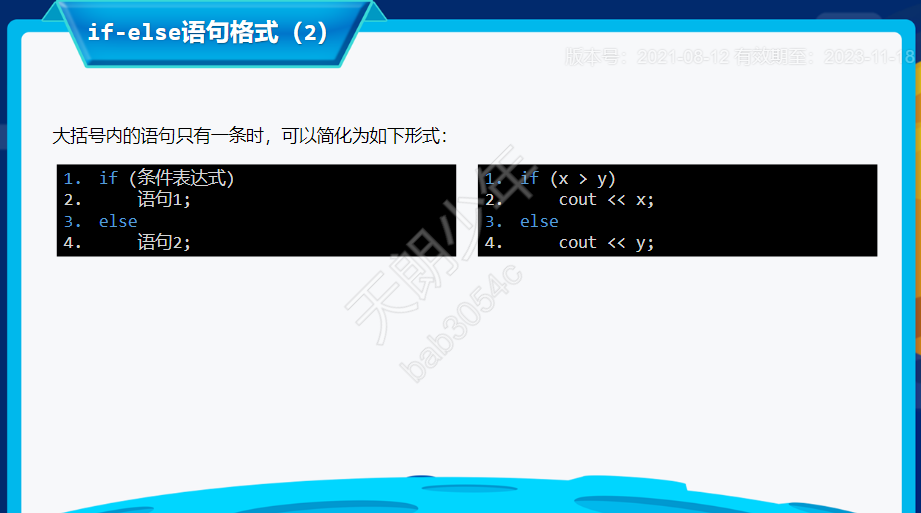 if-else语句格式（2）
版本号：2021-08-12 有效期至：2023-11-18
大括号内的语句只有一条时，可以简化为如下形式：
1. if (条件表达式)
2. 语句1;
3. else
4. 语句2;
1. if (x > y)
2. cout << x;
3. else
4. cout << y;
天朗少年
bab3054c